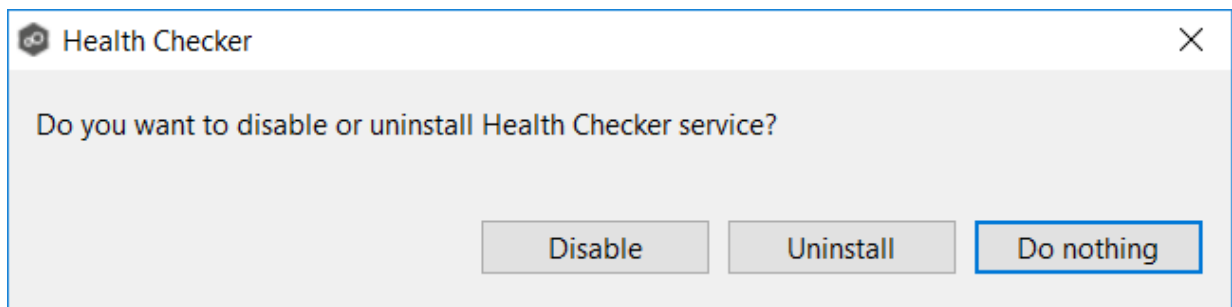 Health Checker
Do you want to disable or uninstall Health Checker service?
Disable Uninstall Do nothing